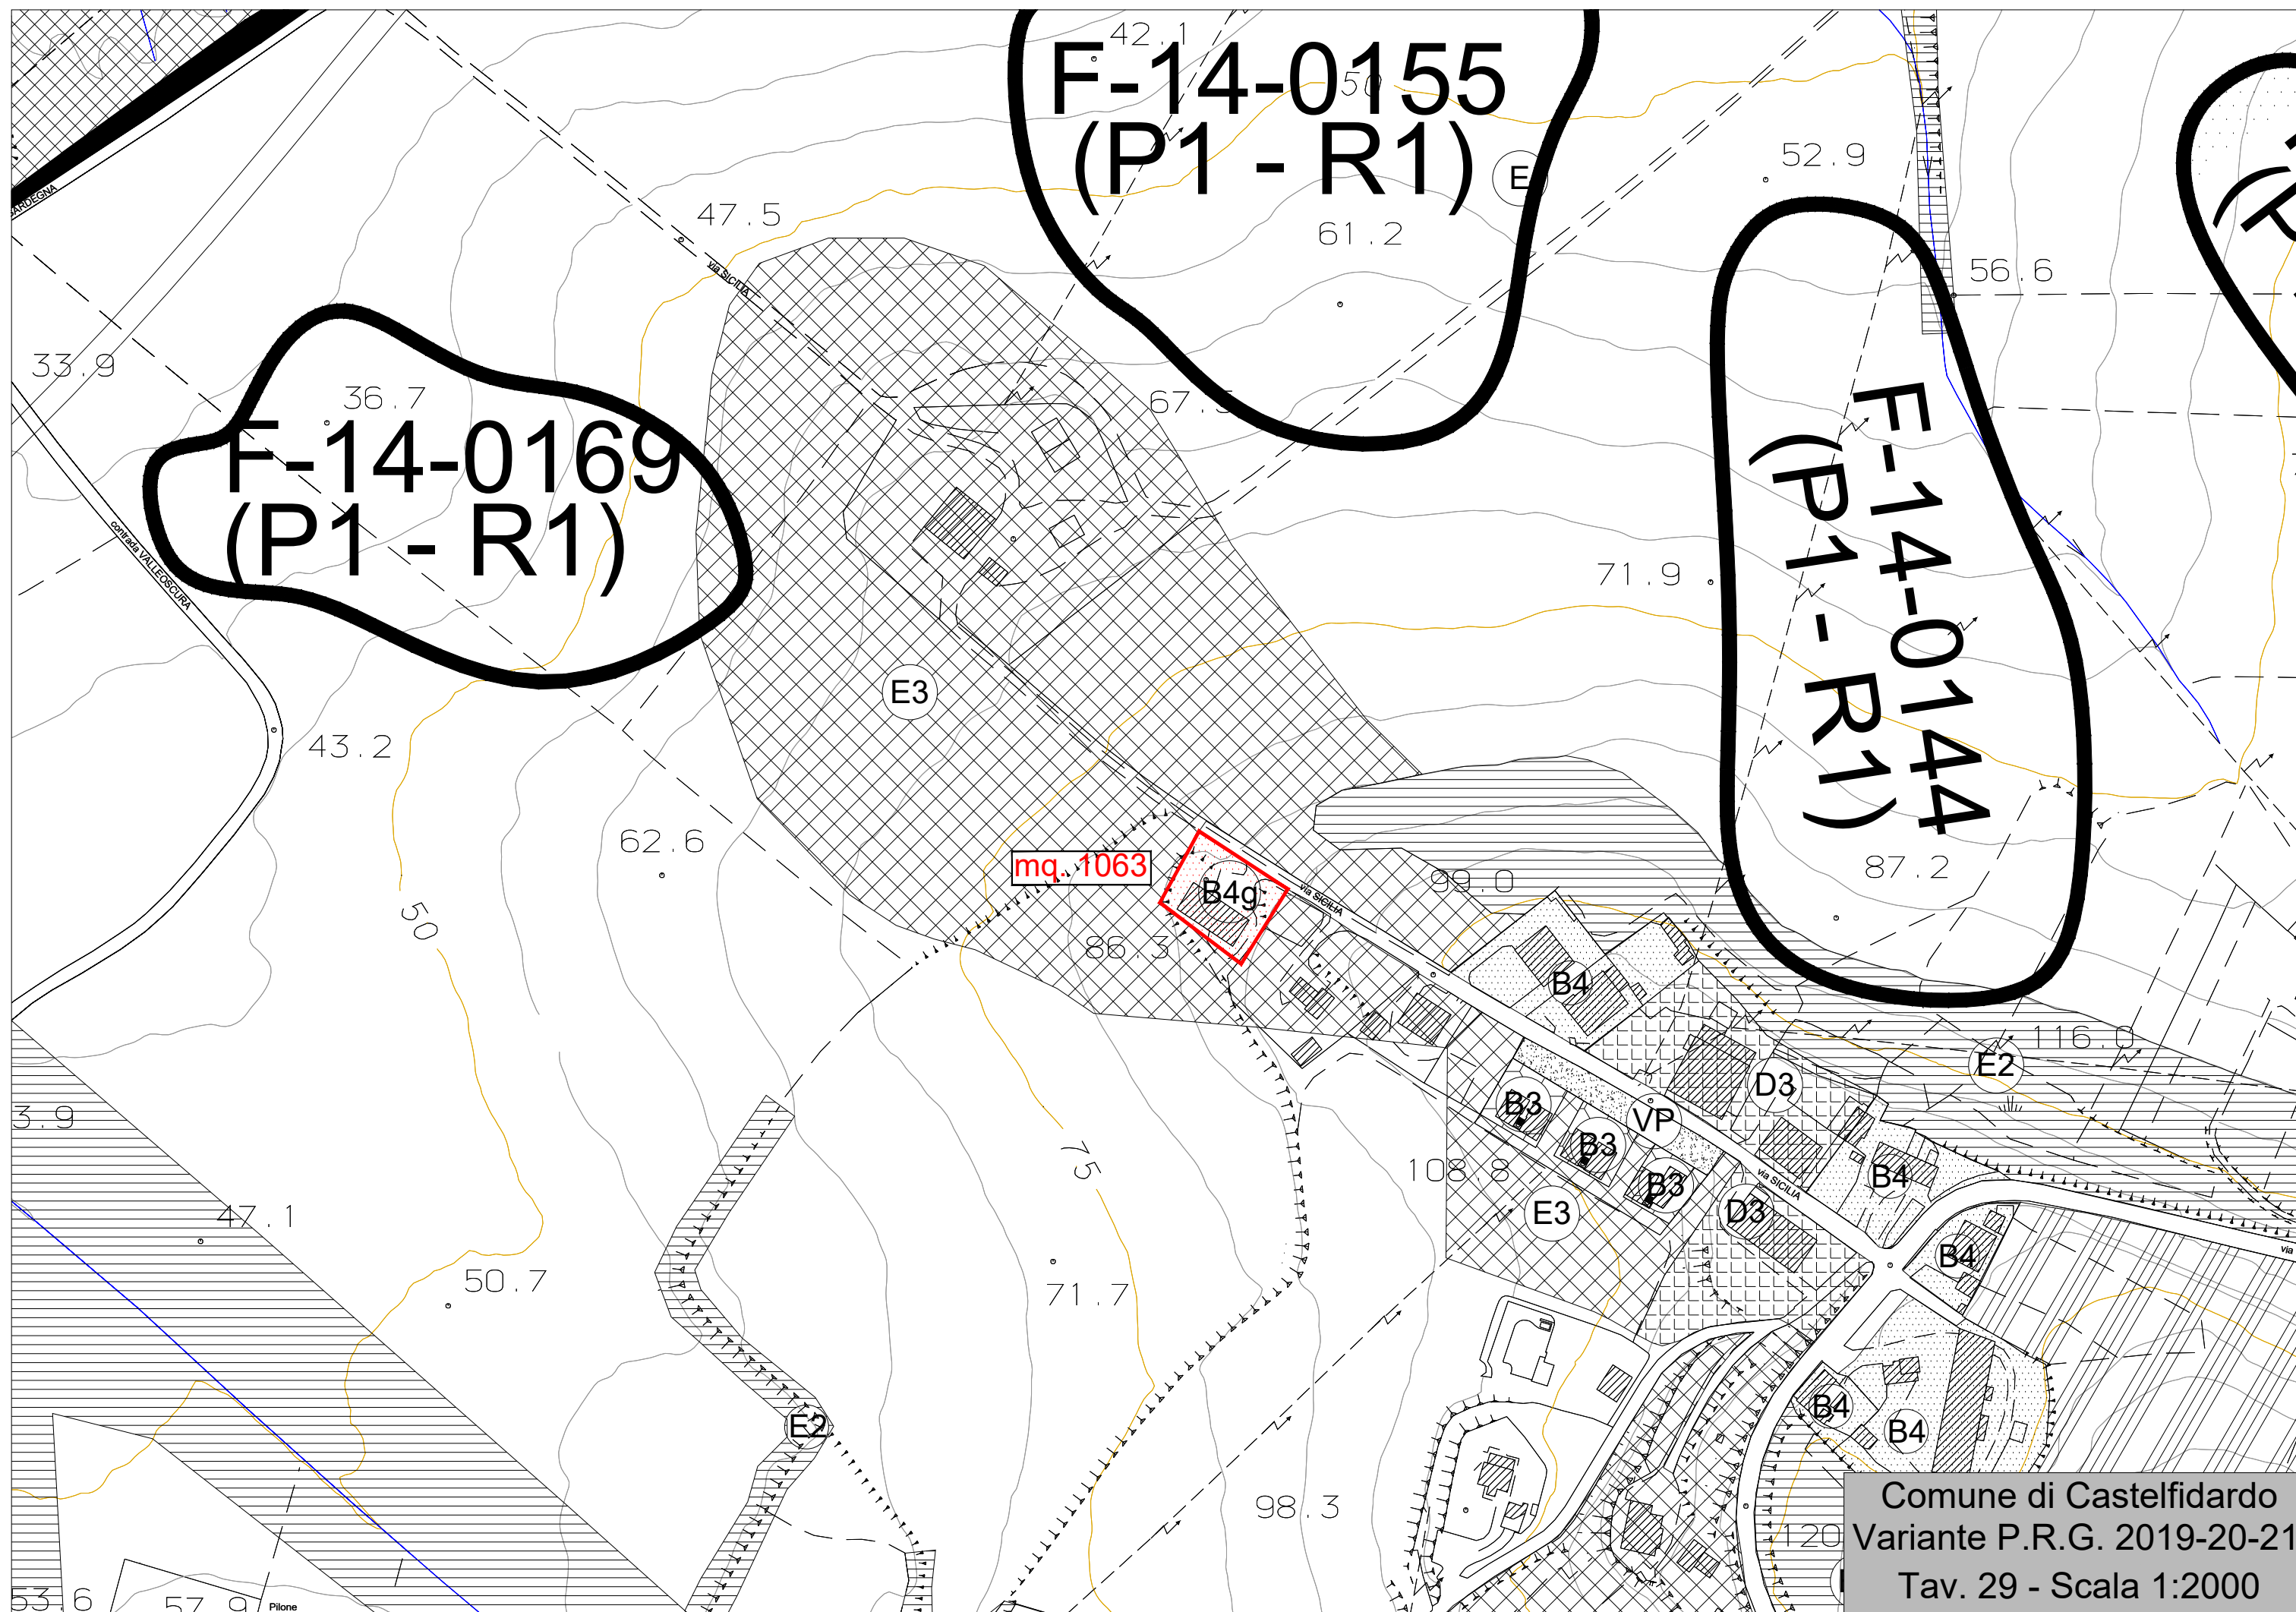 42.1
F-14-0155
50
(P1 - R1)
E
52.9
ARDEGNA
47.5
61.2
via SICILIA
56.6
33.9
36.7
67.5
F-14-0169
(P1 - R1)
F-14-0144
(P1 - R1)
contrada VALLEOSCURA
71.9
E3
43.2
62.6
mq. 1063
B4g
via SICILIA
99.0
87.2
50
86.3
B4
116.0
E2
D3
3.9
B3
VP
B3
75
108.8
B3
via SICILIA
B4
E3
D3
47.1
B4
via
50.7
71.7
B4
E2
B4
98.3
Comune di Castelfidardo
120
Variante P.R.G. 2019-20-21
Tav. 29 - Scala 1:2000
53.6
57.9
Pilone